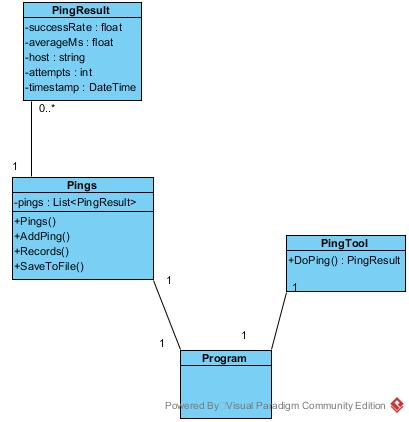 PingResult
-successRate : float
-averageMs : float
-host : string
-attempts : int
-timestamp : DateTime
0..*
1
Pings
-pings : List<PingResult>
+Pings()
+AddPing()
+Records()
+SaveToFile()
PingTool
+DoPing() : PingResult
1
1
1
1
Program
Powered By Visual Paradigm Community Edition